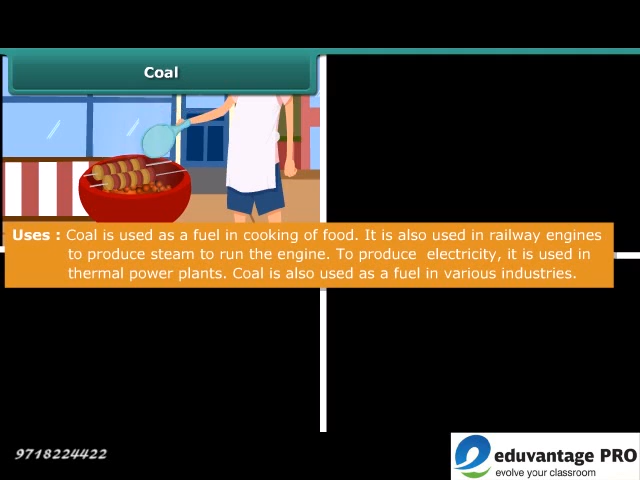 Coal
Uses : Coal is used as a fuel in cooking of food. It is also used in railway engines
to produce steam to run the engine. To produce electricity, it is used in
thermal power plants. Coal is also used as a fuel in various industries.
9718224422
eduvantage PRO
evolve your classroom